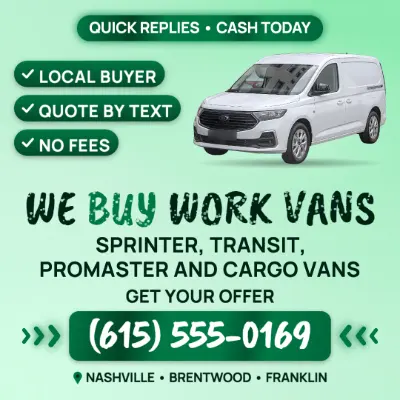 QUICK REPLIES • CASH TODAY
LOCAL BUYER
QUOTE BY TEXT
NO FEES
WE BUY WORK VANS
SPRINTER, TRANSIT,
PROMASTER AND CARGO VANS
GET YOUR OFFER
(615) 555-0169
NASHVILLE • BRENTWOOD • FRANKLIN